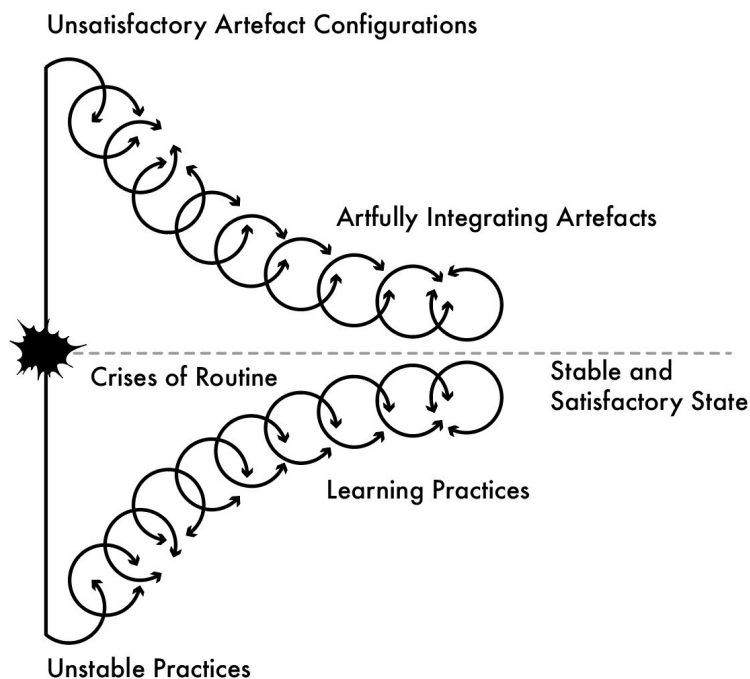 Unsatisfactory Artefact Configurations
Artfully Integrating Artefacts
Crises of Routine
Stable and
Satisfactory State
Learning Practices
Unstable Practices